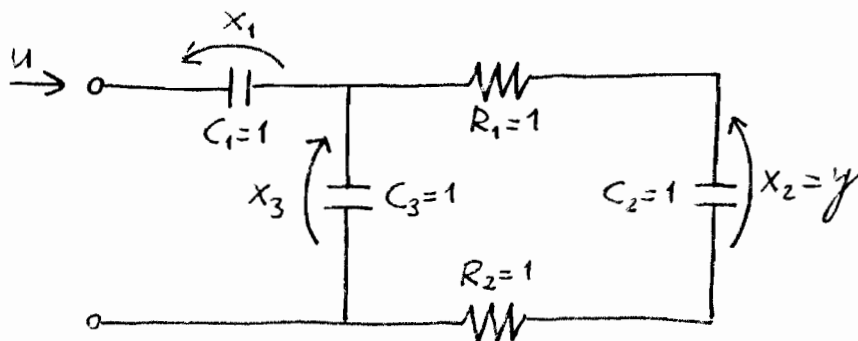 x₁
u
C₁=1
R₁=1
x₃
C₃=1
C₂=1
x₂=y
R₂=1